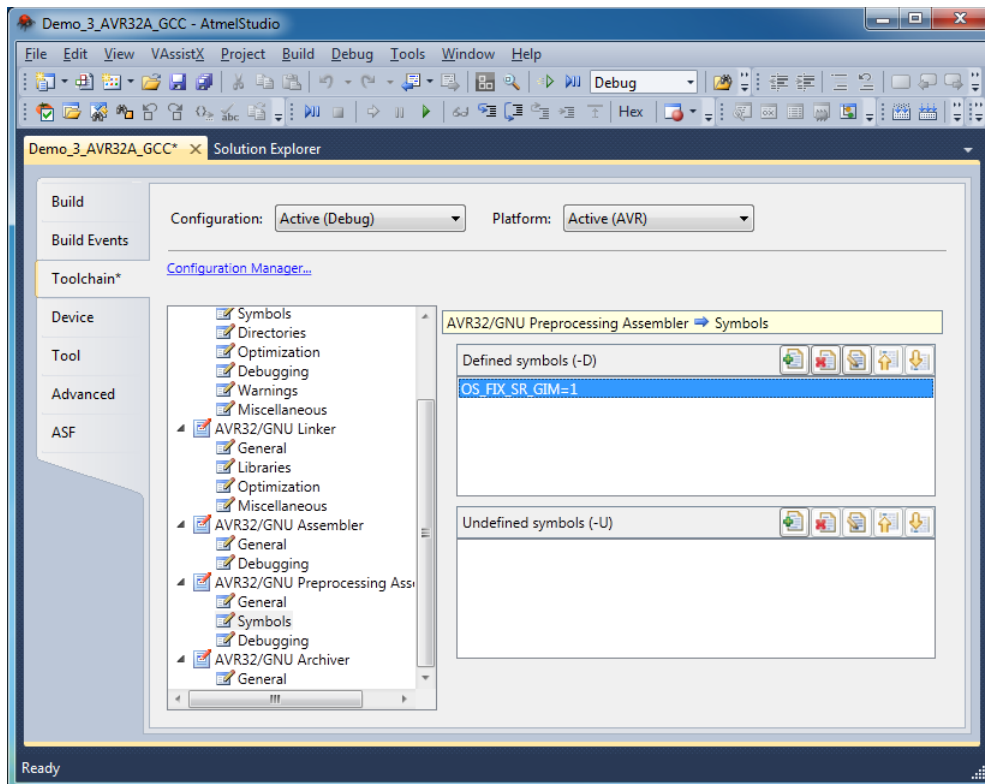 Demo_3_AVR32A_GCC - AtmelStudio
File Edit View VAssistX Project Build Debug Tools Window Help
Debug
Hex
Demo_3_AVR32A_GCC* Solution Explorer
Build
Build Events
Toolchain*
Device
Tool
Advanced
ASF
Configuration: Active (Debug) Platform: Active (AVR)
Configuration Manager...
Symbols
Directories
Optimization
Debugging
Warnings
Miscellaneous
AVR32/GNU Linker
General
Libraries
Optimization
Miscellaneous
AVR32/GNU Assembler
General
Debugging
AVR32/GNU Preprocessing Asse
General
Symbols
Debugging
AVR32/GNU Archiver
General
AVR32/GNU Preprocessing Assembler ➡ Symbols
Defined symbols (-D)
OS_FIX_SR_GIM=1
Undefined symbols (-U)
Ready